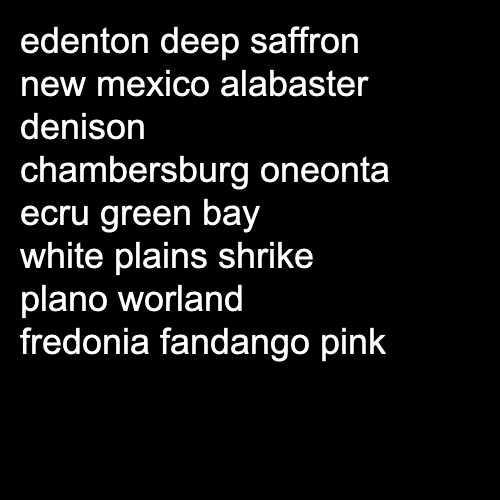 edenton deep saffron
new mexico alabaster
denison
chambersburg oneonta
ecru green bay
white plains shrike
plano worland
fredonia fandango pink